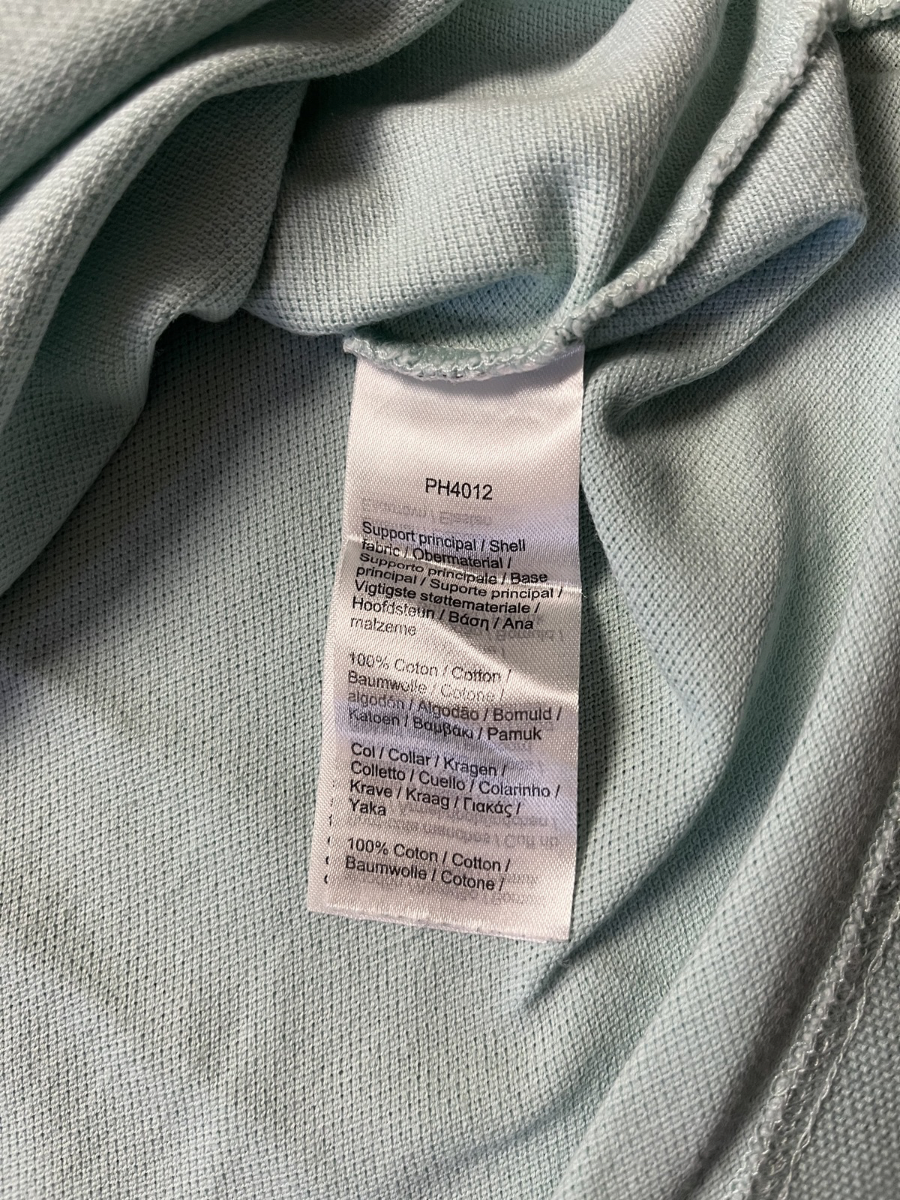 PH4012
Support principal / Shell
fabric / Obermaterial /
Supporto principale / Base
principal / Suporte principal /
Vigtigste støttemateriale /
Hoofdsteun / Βάση / Ana
malzeme
100% Coton / Cotton /
Baumwolle / Cotone /
algodón / Algodão / Bomuld /
Katoen / Βαμβάκι / Pamuk
Col / Collar / Kragen /
Colletto / Cuello / Colarinho /
Krave / Kraag / Γιακάς /
Yaka
100% Coton / Cotton /
Baumwolle / Cotone /